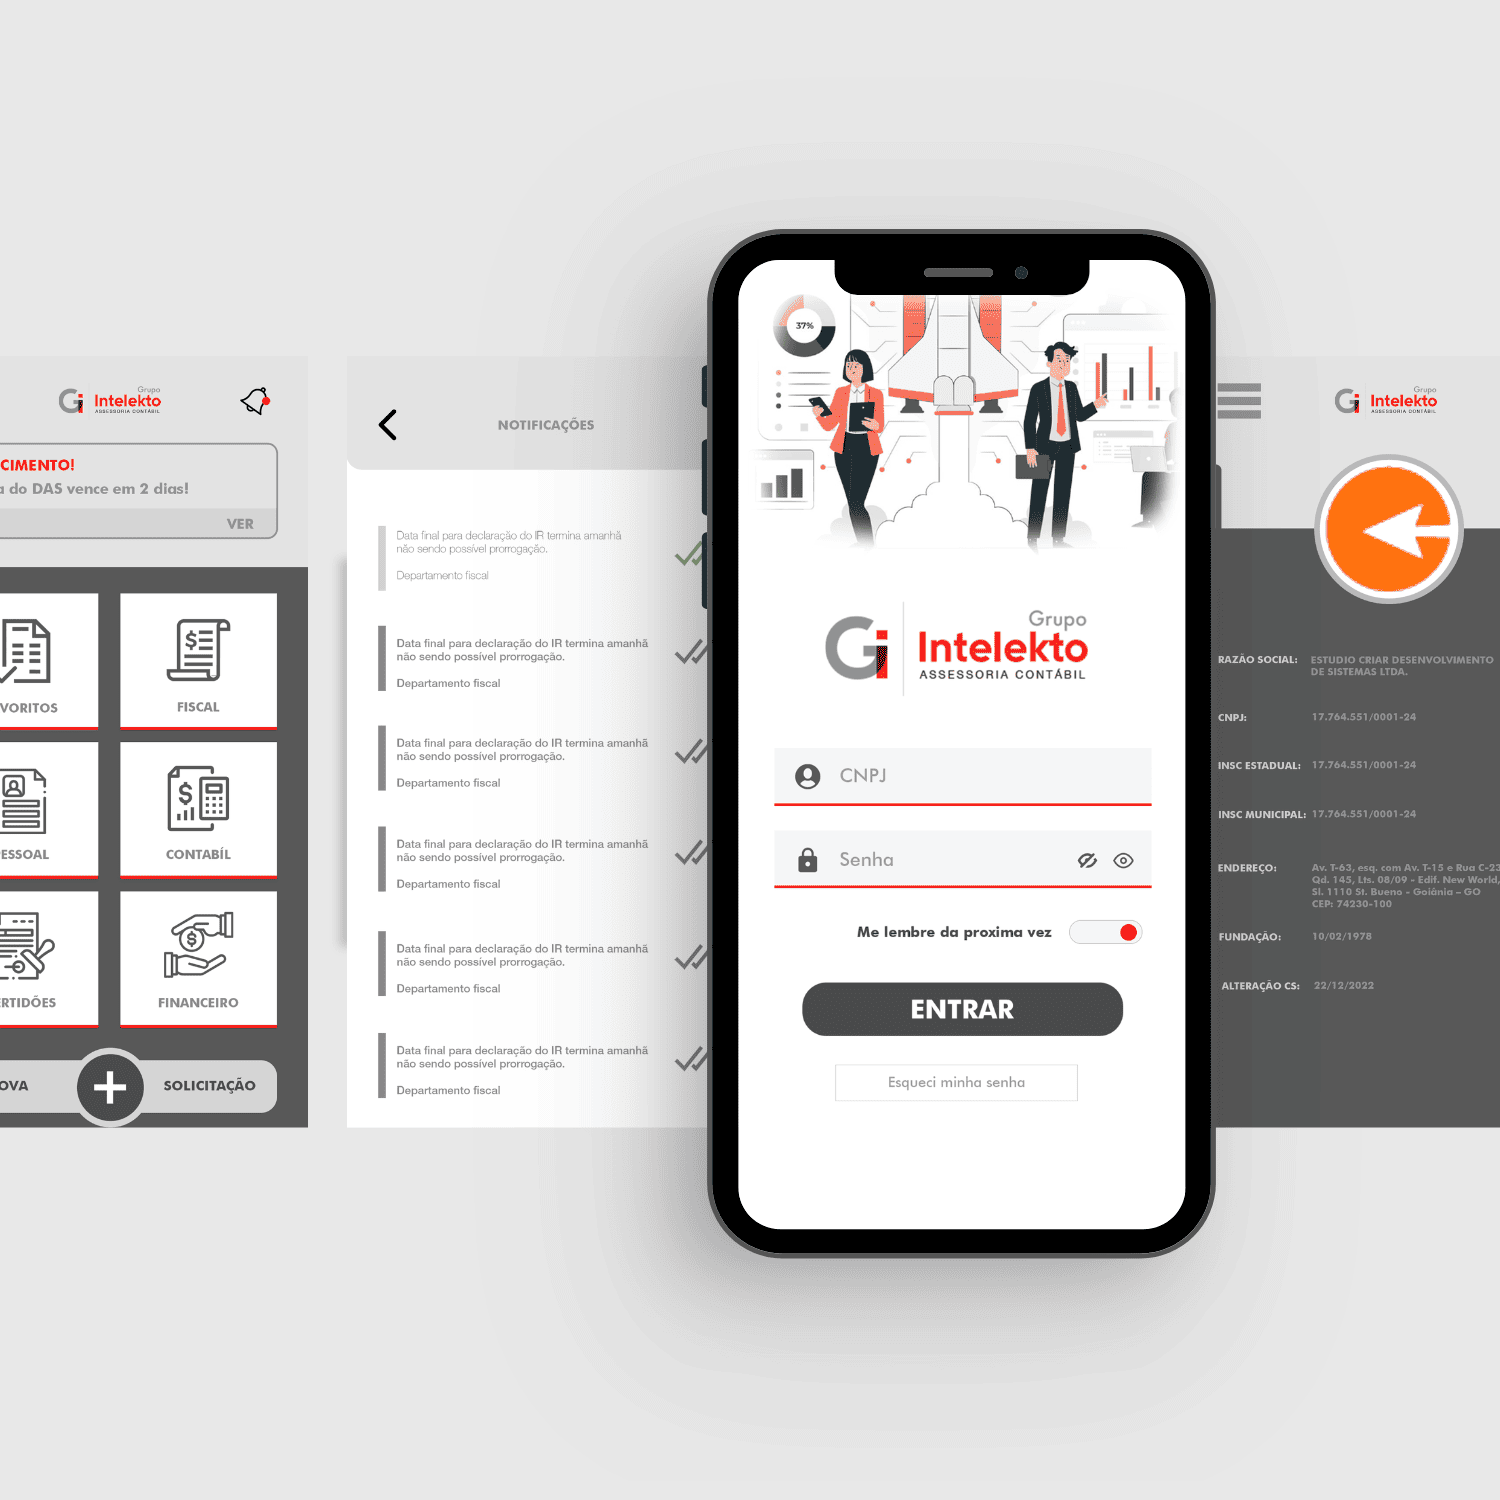 Grupo
Intelekto
ASSESSORIA CONTÁBIL
CIMENTO!
a do DAS vence em 2 dias!
VER
VORITOS
FISCAL
ESSOAL
CONTABÍL
RTIDÕES
FINANCEIRO
OVA
SOLICITAÇÃO
NOTIFICAÇÕES
Data final para declaração do IR termina amanhã
não sendo possível prorrogação.
Departamento fiscal
Data final para declaração do IR termina amanhã
não sendo possível prorrogação.
Departamento fiscal
Data final para declaração do IR termina amanhã
não sendo possível prorrogação.
Departamento fiscal
Data final para declaração do IR termina amanhã
não sendo possível prorrogação.
Departamento fiscal
Data final para declaração do IR termina amanhã
não sendo possível prorrogação.
Departamento fiscal
Data final para declaração do IR termina amanhã
não sendo possível prorrogação.
Departamento fiscal
37%
Gi
Grupo
Intelekto
ASSESSORIA CONTÁBIL
CNPJ
Senha
Me lembre da proxima vez
ENTRAR
Esqueci minha senha
Grupo
Intelekto
ASSESSORIA CONTÁBIL
RAZÃO SOCIAL: ESTUDIO CRIAR DESENVOLVIMENTO
DE SISTEMAS LTDA.
CNPJ: 17.764.551/0001-24
INSC ESTADUAL: 17.764.551/0001-24
INSC MUNICIPAL: 17.764.551/0001-24
ENDEREÇO: Av. T-63, esq. com Av. T-15 e Rua C-23
Qd. 145, Lts. 08/09 - Edif. New World,
Sl. 1110 St. Bueno - Goiânia – GO
CEP: 74230-100
FUNDAÇÃO: 10/02/1978
ALTERAÇÃO CS: 22/12/2022